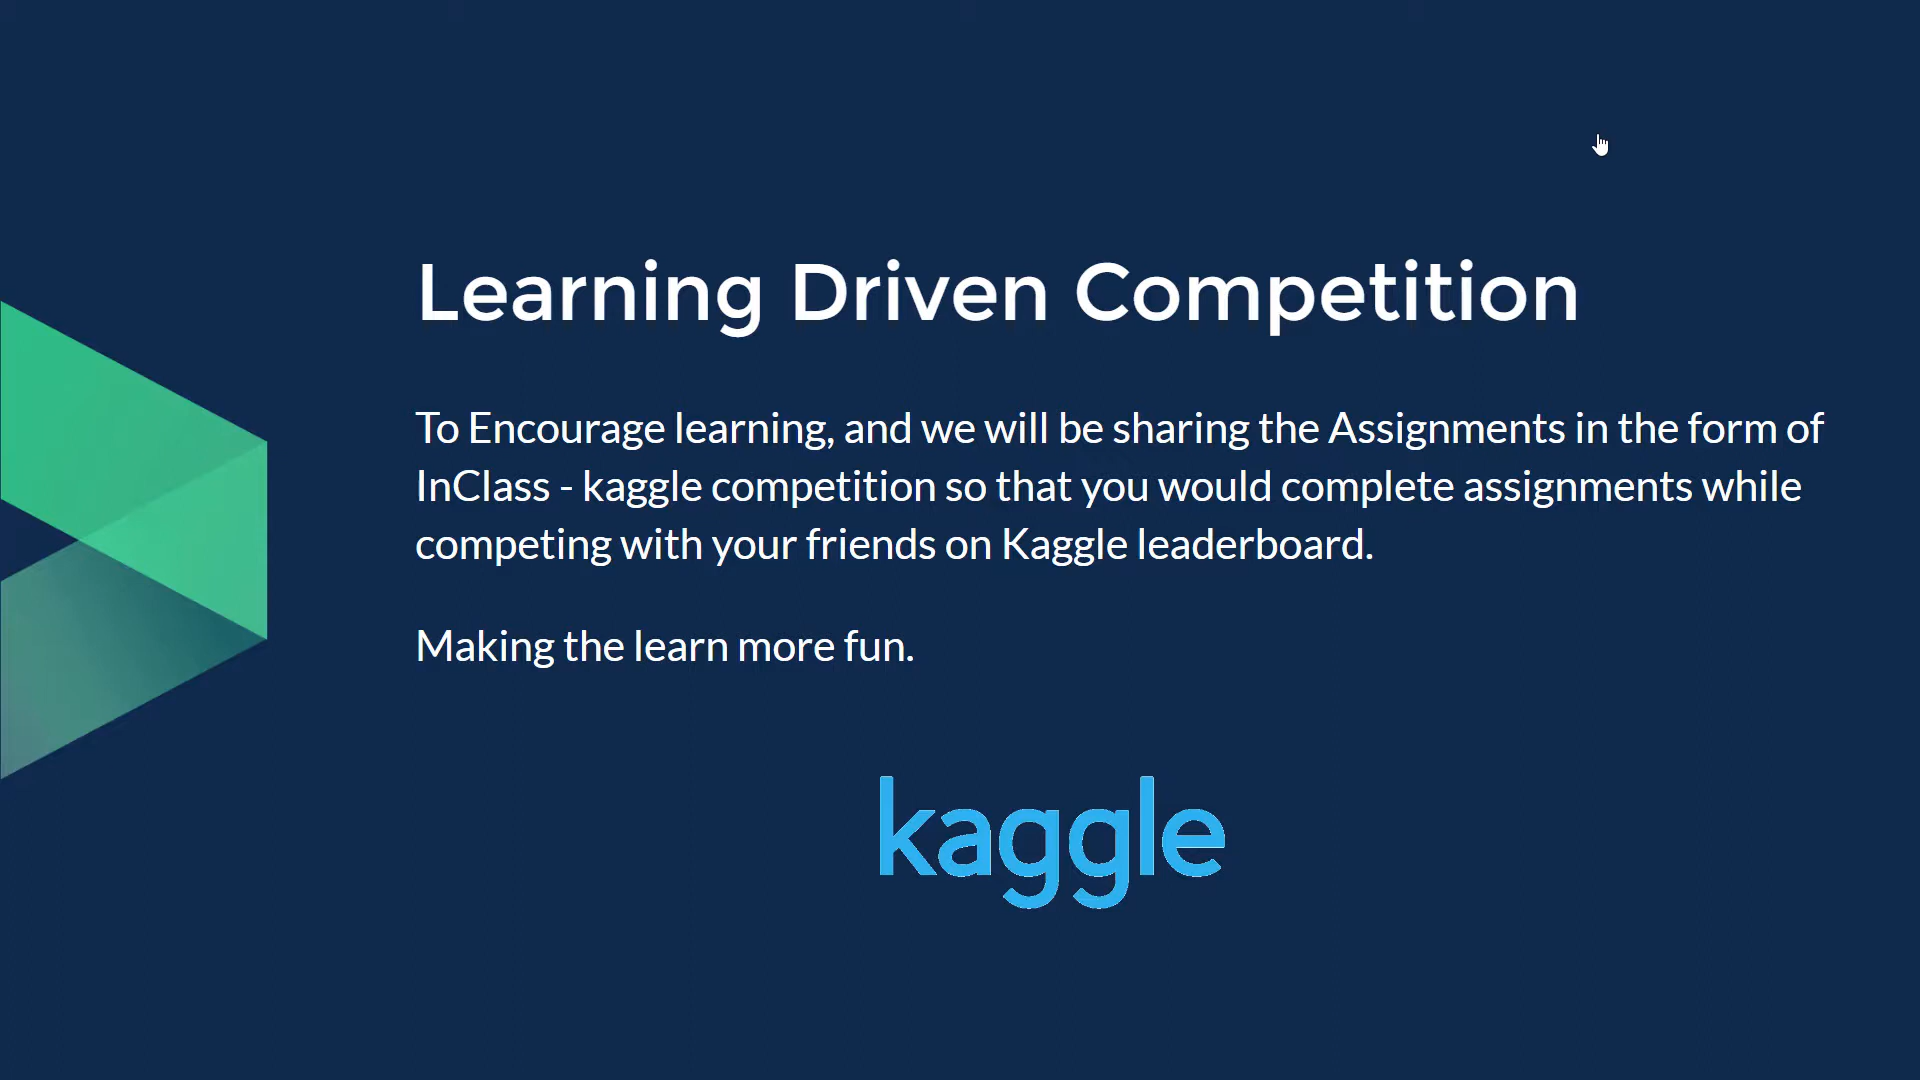 Learning Driven Competition
To Encourage learning, and we will be sharing the Assignments in the form of
InClass - kaggle competition so that you would complete assignments while
competing with your friends on Kaggle leaderboard.
Making the learn more fun.
kaggle